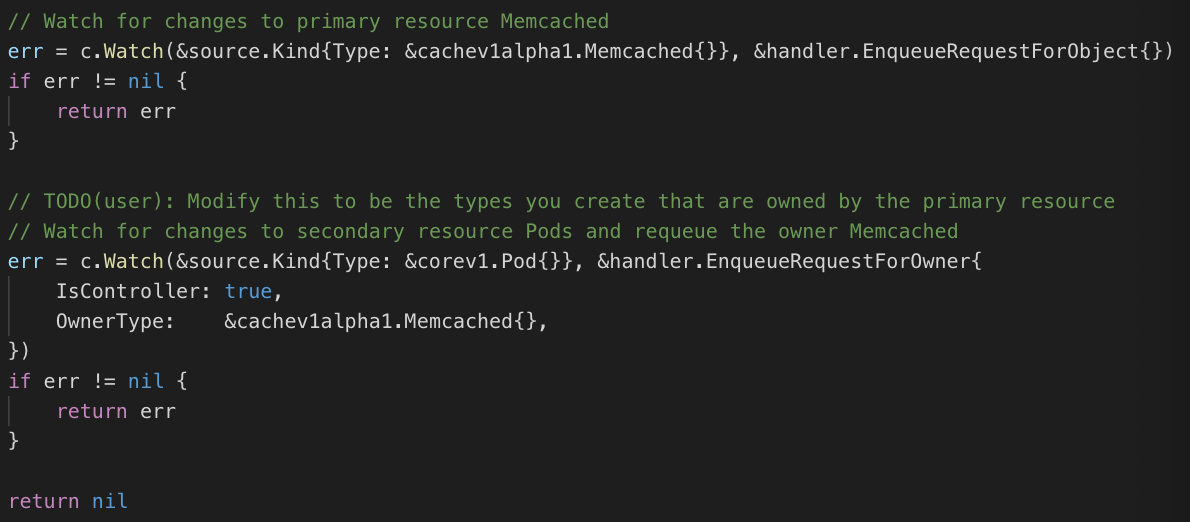 // Watch for changes to primary resource Memcached
err = c.Watch(&source.Kind{Type: &cachev1alpha1.Memcached{}}, &handler.EnqueueRequestForObject{})
if err != nil {
    return err
}

// TODO(user): Modify this to be the types you create that are owned by the primary resource
// Watch for changes to secondary resource Pods and requeue the owner Memcached
err = c.Watch(&source.Kind{Type: &corev1.Pod{}}, &handler.EnqueueRequestForOwner{
    IsController: true,
    OwnerType:    &cachev1alpha1.Memcached{},
})
if err != nil {
    return err
}

return nil